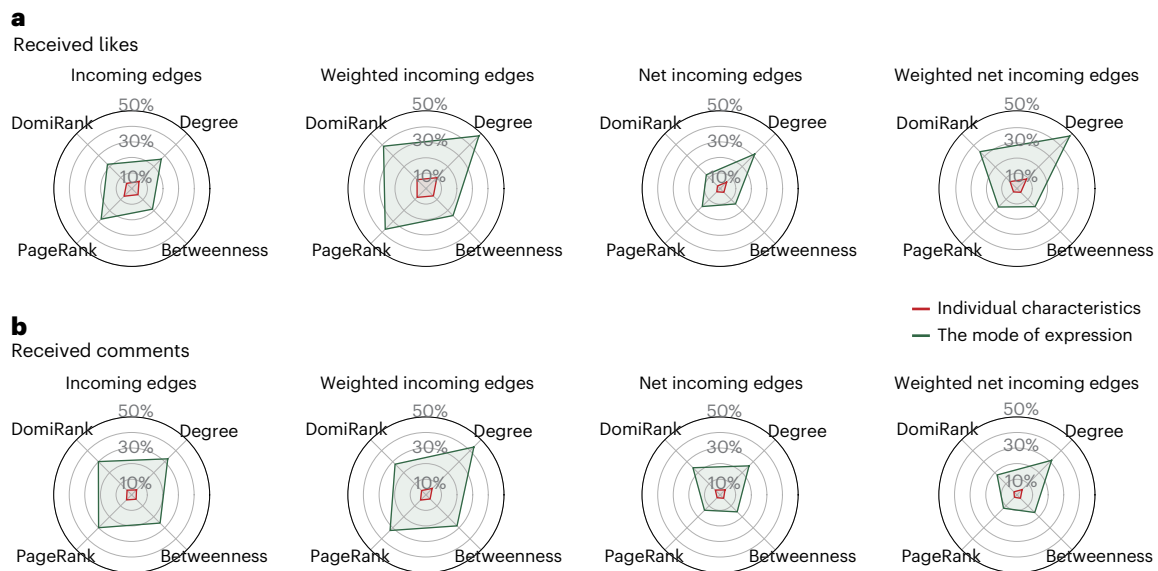 a
Received likes
Incoming edges
Weighted incoming edges
Net incoming edges
Weighted net incoming edges
50%
DomiRank
Degree
30%
10%
PageRank
Betweenness
50%
DomiRank
Degree
30%
10%
PageRank
Betweenness
50%
DomiRank
Degree
30%
10%
PageRank
Betweenness
50%
DomiRank
Degree
30%
10%
PageRank
Betweenness
Individual characteristics
The mode of expression
b
Received comments
Incoming edges
Weighted incoming edges
Net incoming edges
Weighted net incoming edges
50%
DomiRank
Degree
30%
10%
PageRank
Betweenness
50%
DomiRank
Degree
30%
10%
PageRank
Betweenness
50%
DomiRank
Degree
30%
10%
PageRank
Betweenness
50%
DomiRank
Degree
30%
10%
PageRank
Betweenness